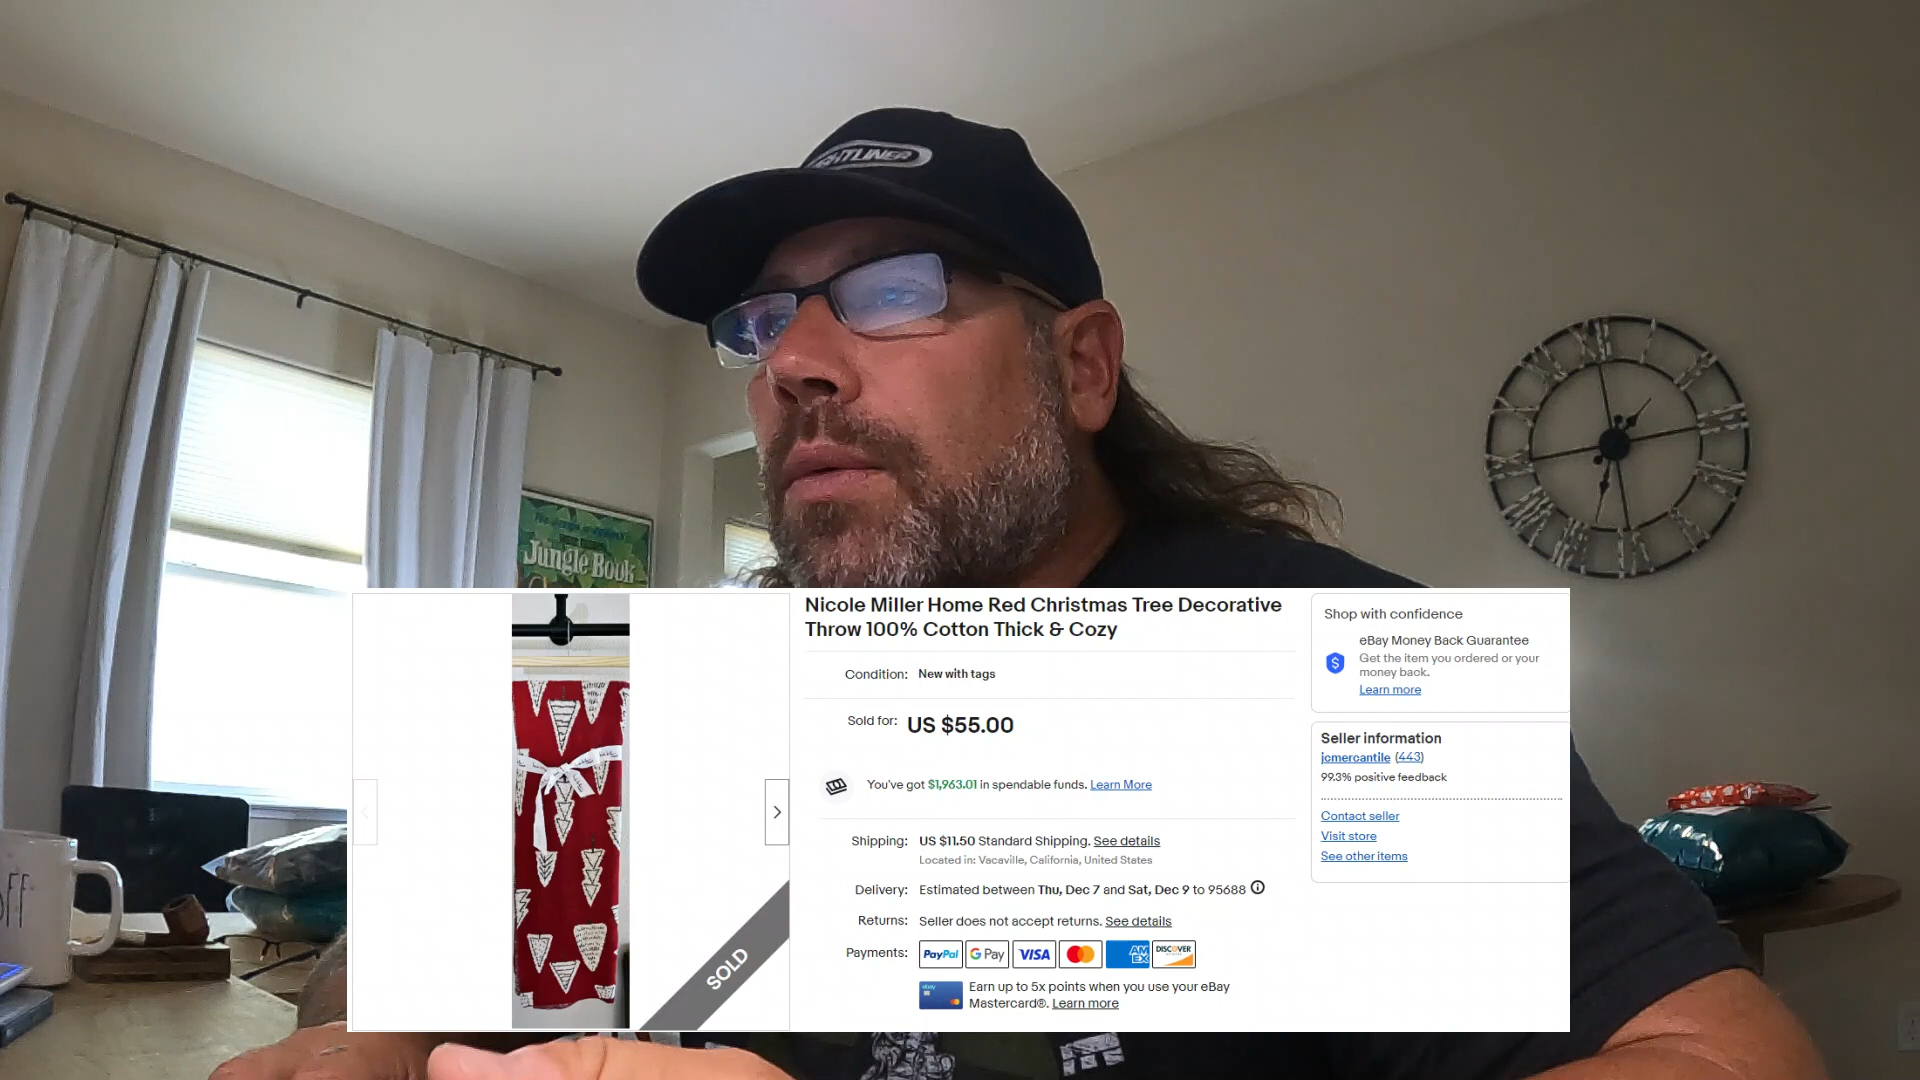 HTLINER
Jungle Book
FF
Nicole Miller Home Red Christmas Tree Decorative
Throw 100% Cotton Thick & Cozy
Condition: New with tags
Sold for: US $55.00
You've got $1,963.01 in spendable funds. Learn More
Shipping: US $11.50 Standard Shipping. See details
Located in: Vacaville, California, United States
Delivery: Estimated between Thu, Dec 7 and Sat, Dec 9 to 95688
Returns: Seller does not accept returns. See details
Payments: PayPal G Pay VISA AM EX DISCOVER
ebay
Earn up to 5x points when you use your eBay
Mastercard®. Learn more
SOLD
Shop with confidence
$
eBay Money Back Guarantee
Get the item you ordered or your
money back.
Learn more
Seller information
jcmercantile (443)
99.3% positive feedback
Contact seller
Visit store
See other items